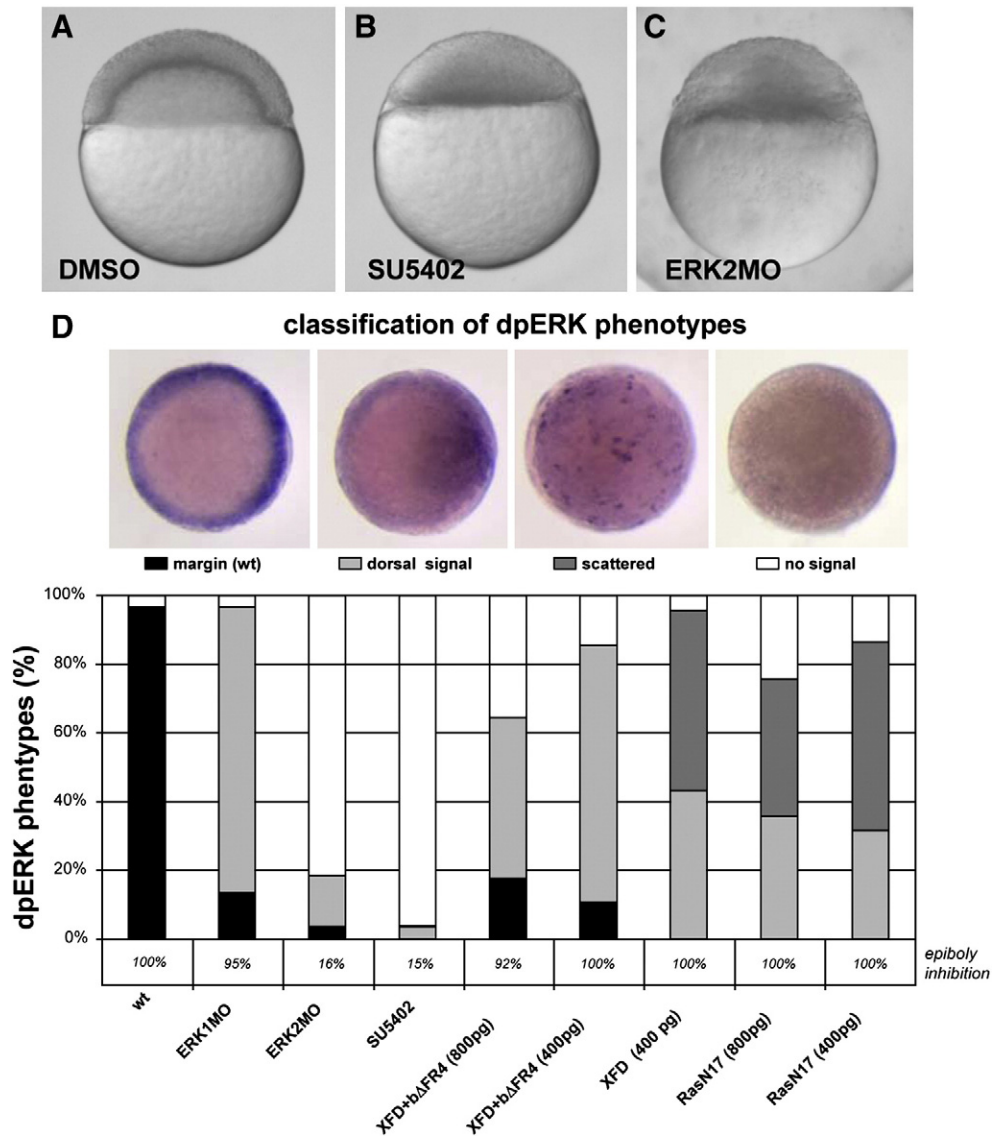 A
B
C
DMSO
SU5402
ERK2MO
D
classification of dpERK phenotypes
margin (wt)
dorsal signal
scattered
no signal
dpERK phentypes (%)
100%
80%
60%
40%
20%
0%
100%
95%
16%
15%
92%
100%
100%
100%
100%
epiboly
inhibition
wt
ERK1MO
ERK2MO
SU5402
XFD+bΔFR4 (800pg)
XFD+bΔFR4 (400pg)
XFD (400 pg)
RasN17 (800pg)
RasN17 (400pg)